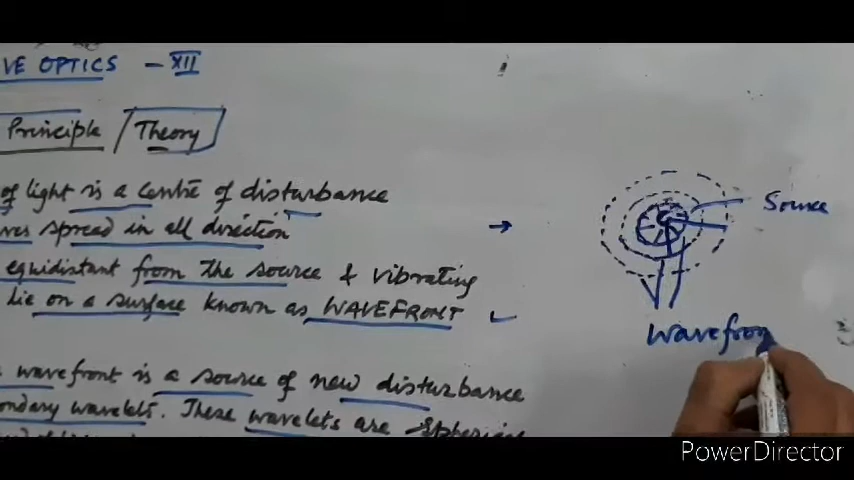 VE OPTICS - XII
Principle / Theory
of light is a centre of disturbance
ves spread in all direction
Source
equidistant from the source & vibrating
lie on a surface known as WAVEFRONT
Wavefron
wavefront is a source of new disturbance
ondary wavelets. These wavelets are Spherical
PowerDirector